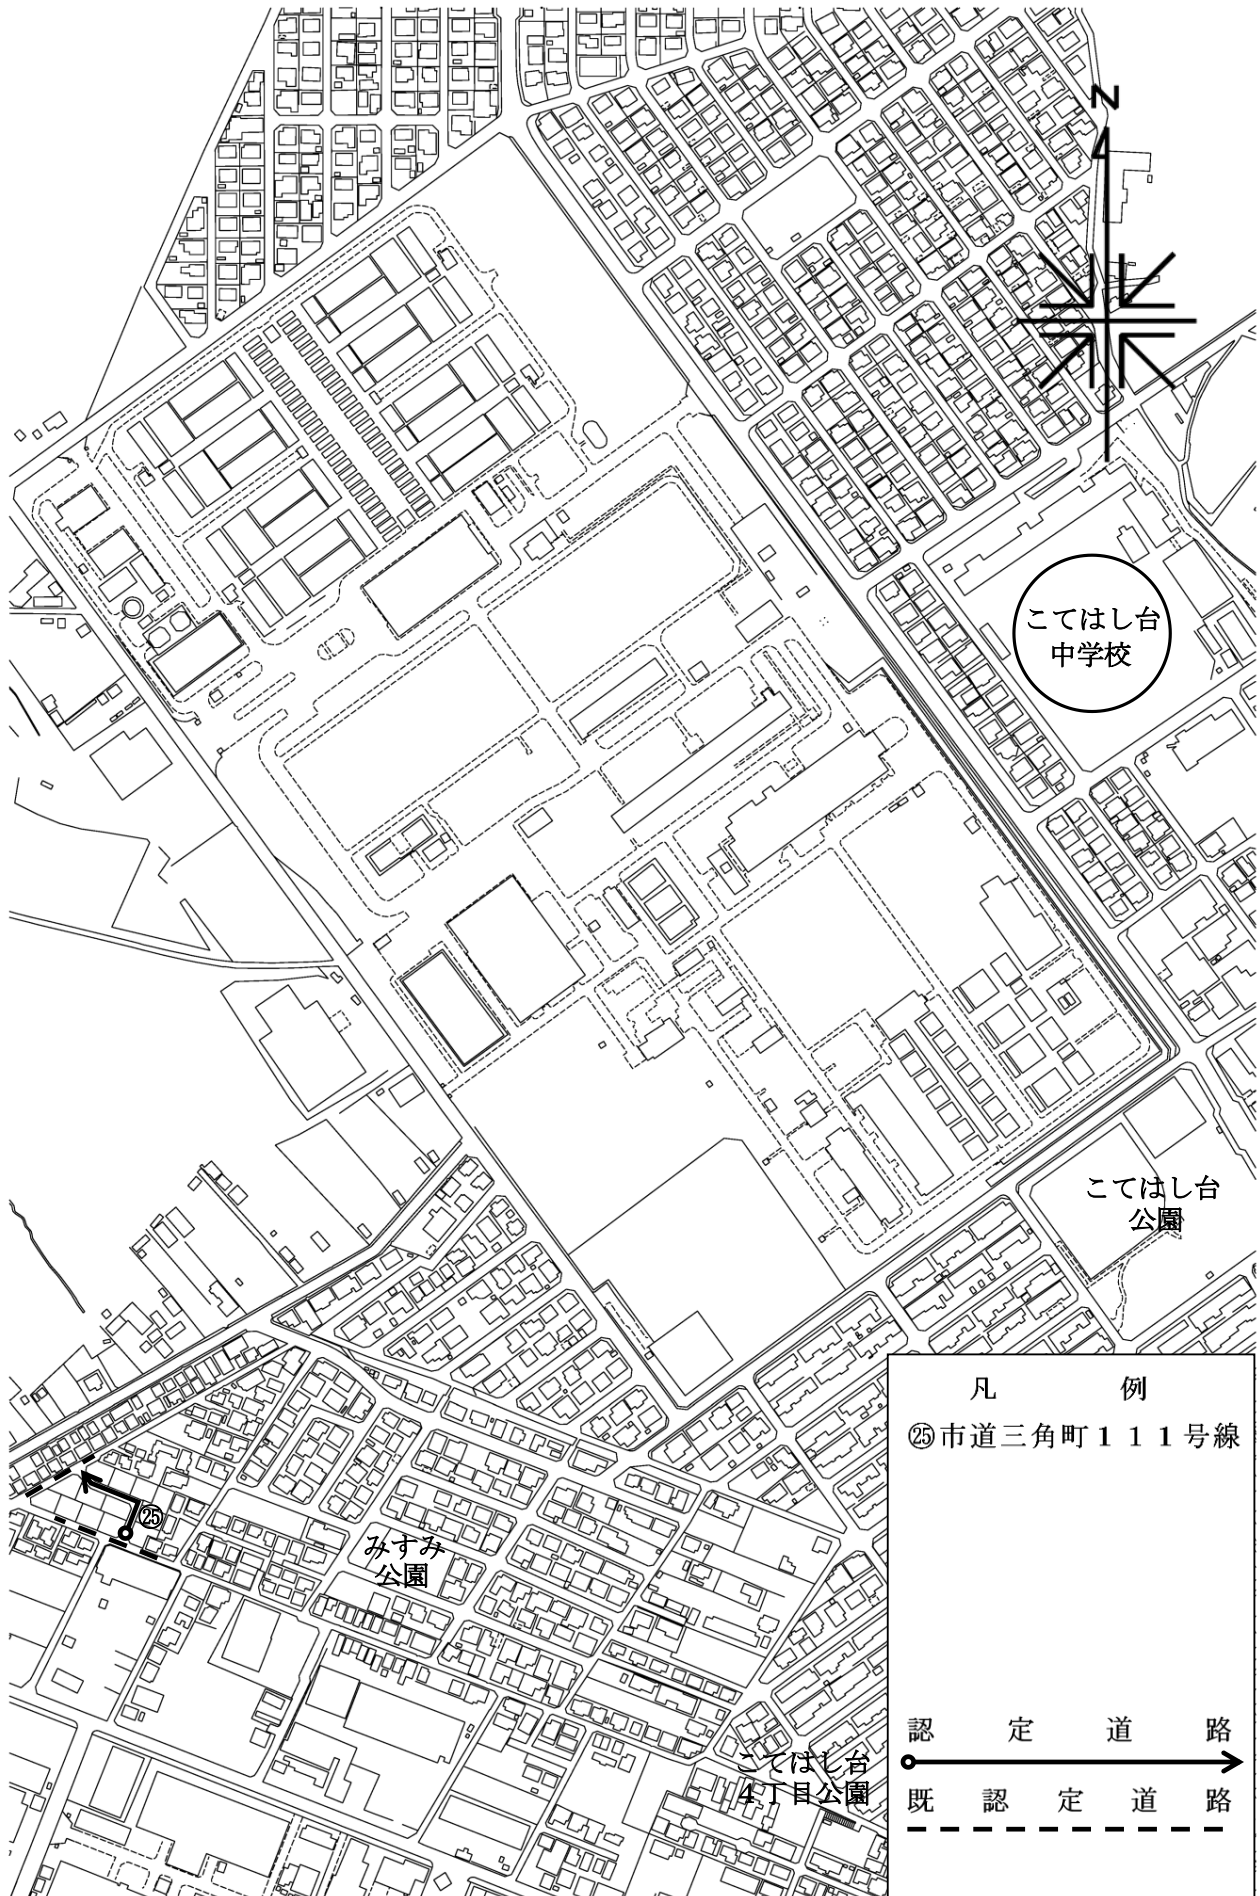 N
こてはし台
中学校
こてはし台
公園
凡 例
㉕市道三角町111号線
㉕
みすみ
公園
認定道路
こてはし台
4丁目公園
既認定道路